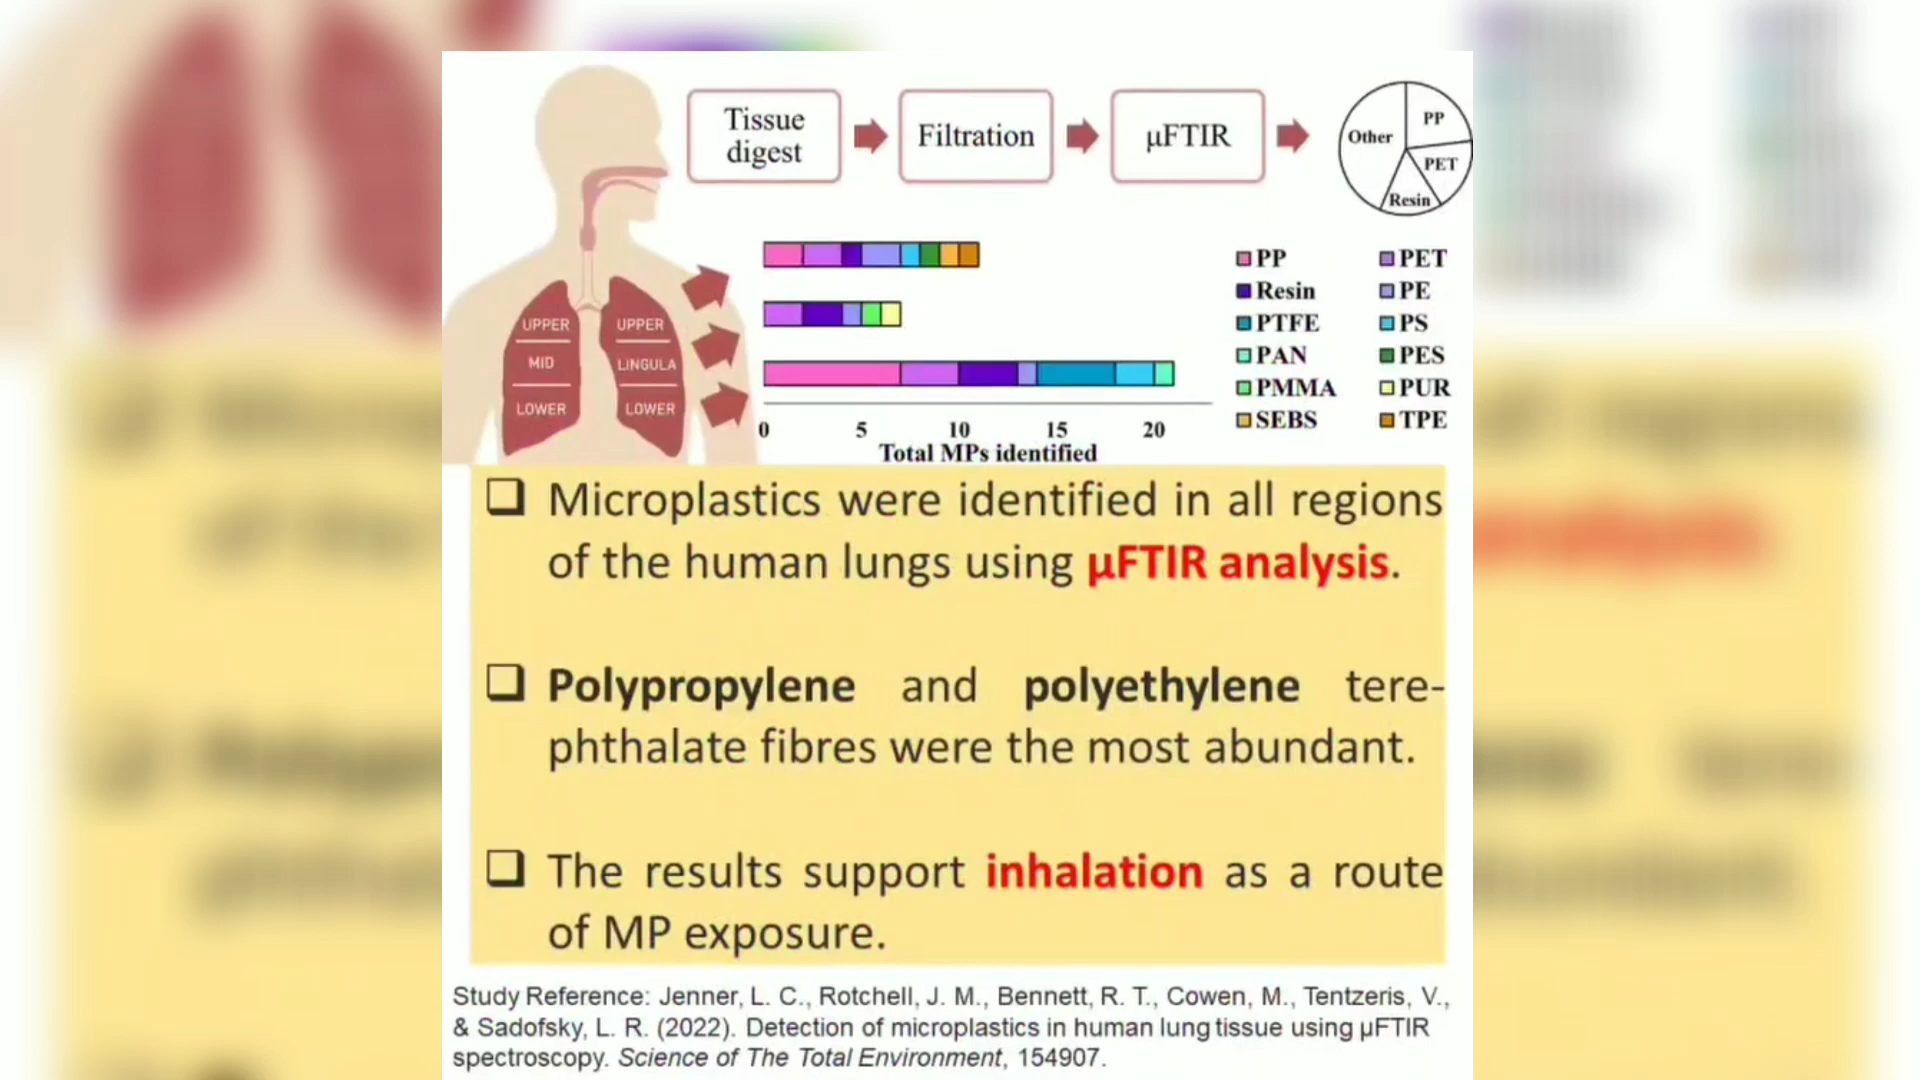 Tissue
digest
Filtration
µFTIR
Other
PP
PET
Resin
UPPER
UPPER
MID
LINGULA
LOWER
LOWER
PP
PET
Resin
PE
PTFE
PS
PAN
PES
PMMA
PUR
SEBS
TPE
0 5 10 15 20
Total MPs identified
❑ Microplastics were identified in all regions
of the human lungs using µFTIR analysis.
❑ Polypropylene and polyethylene tere-
phthalate fibres were the most abundant.
❑ The results support inhalation as a route
of MP exposure.
Study Reference: Jenner, L. C., Rotchell, J. M., Bennett, R. T., Cowen, M., Tentzeris, V.,
& Sadofsky, L. R. (2022). Detection of microplastics in human lung tissue using µFTIR
spectroscopy. Science of The Total Environment, 154907.